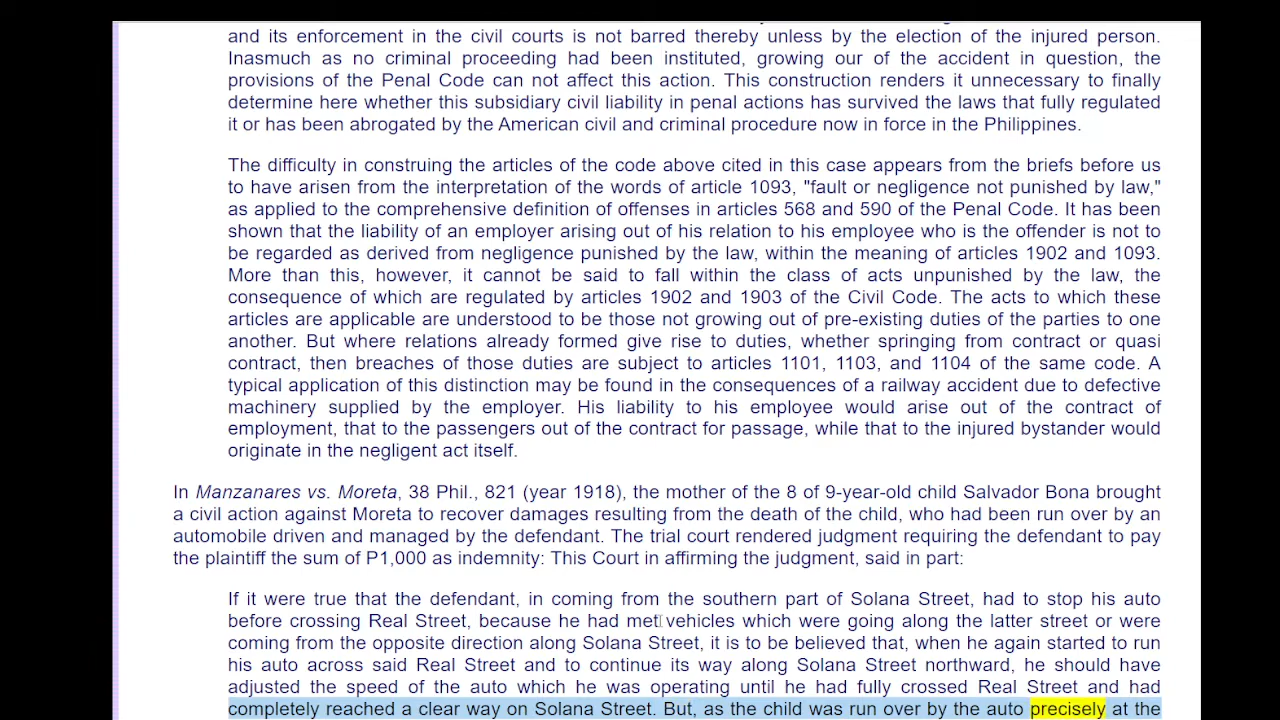 and its enforcement in the civil courts is not barred thereby unless by the election of the injured person.
Inasmuch as no criminal proceeding had been instituted, growing our of the accident in question, the
provisions of the Penal Code can not affect this action. This construction renders it unnecessary to finally
determine here whether this subsidiary civil liability in penal actions has survived the laws that fully regulated
it or has been abrogated by the American civil and criminal procedure now in force in the Philippines.
The difficulty in construing the articles of the code above cited in this case appears from the briefs before us
to have arisen from the interpretation of the words of article 1093, "fault or negligence not punished by law,"
as applied to the comprehensive definition of offenses in articles 568 and 590 of the Penal Code. It has been
shown that the liability of an employer arising out of his relation to his employee who is the offender is not to
be regarded as derived from negligence punished by the law, within the meaning of articles 1902 and 1093.
More than this, however, it cannot be said to fall within the class of acts unpunished by the law, the
consequence of which are regulated by articles 1902 and 1903 of the Civil Code. The acts to which these
articles are applicable are understood to be those not growing out of pre-existing duties of the parties to one
another. But where relations already formed give rise to duties, whether springing from contract or quasi
contract, then breaches of those duties are subject to articles 1101, 1103, and 1104 of the same code. A
typical application of this distinction may be found in the consequences of a railway accident due to defective
machinery supplied by the employer. His liability to his employee would arise out of the contract of
employment, that to the passengers out of the contract for passage, while that to the injured bystander would
originate in the negligent act itself.
In Manzanares vs. Moreta, 38 Phil., 821 (year 1918), the mother of the 8 of 9-year-old child Salvador Bona brought
a civil action against Moreta to recover damages resulting from the death of the child, who had been run over by an
automobile driven and managed by the defendant. The trial court rendered judgment requiring the defendant to pay
the plaintiff the sum of P1,000 as indemnity: This Court in affirming the judgment, said in part:
If it were true that the defendant, in coming from the southern part of Solana Street, had to stop his auto
before crossing Real Street, because he had met vehicles which were going along the latter street or were
coming from the opposite direction along Solana Street, it is to be believed that, when he again started to run
his auto across said Real Street and to continue its way along Solana Street northward, he should have
adjusted the speed of the auto which he was operating until he had fully crossed Real Street and had
completely reached a clear way on Solana Street. But, as the child was run over by the auto precisely at the